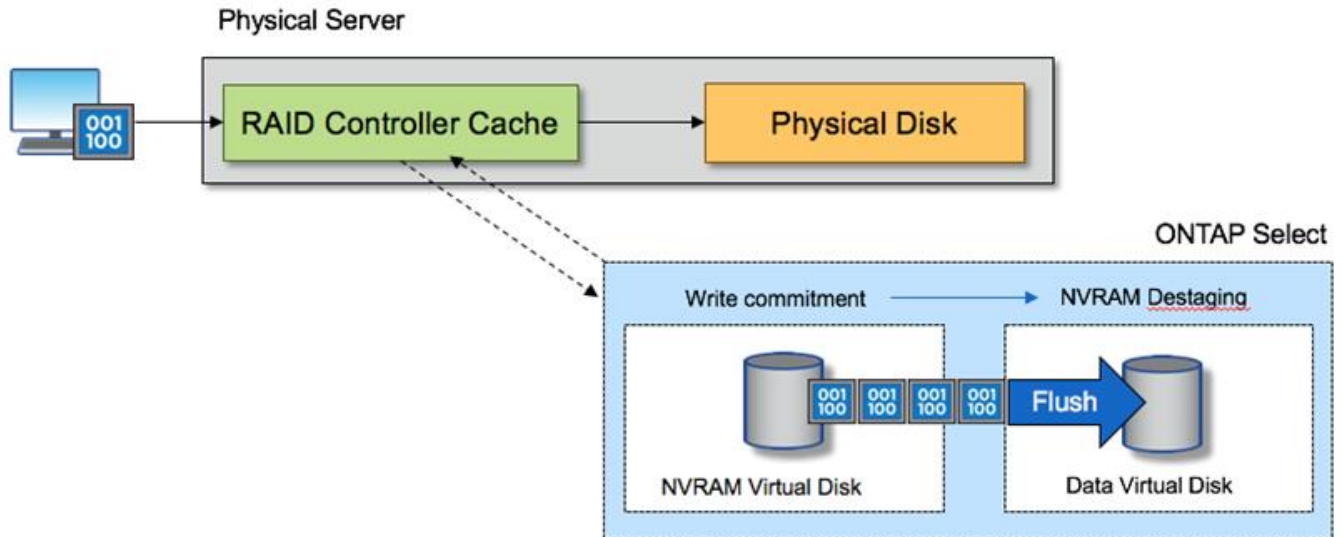 Physical Server
001
100
RAID Controller Cache
Physical Disk
ONTAP Select
Write commitment
NVRAM Destaging
001 001 001 001
100 100 100 100
Flush
NVRAM Virtual Disk
Data Virtual Disk